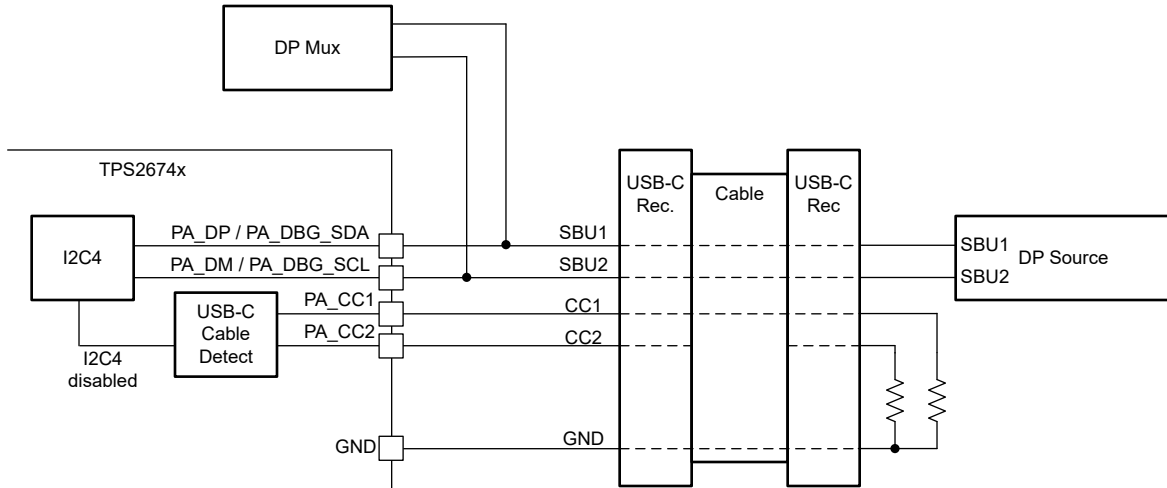 DP Mux
TPS2674x
USB-C
Rec.
Cable
USB-C
Rec
I2C4
PA_DP / PA_DBG_SDA
SBU1
SBU1
DP Source
PA_DM / PA_DBG_SCL
SBU2
SBU2
USB-C
Cable
Detect
PA_CC1
CC1
PA_CC2
CC2
I2C4
disabled
GND
GND